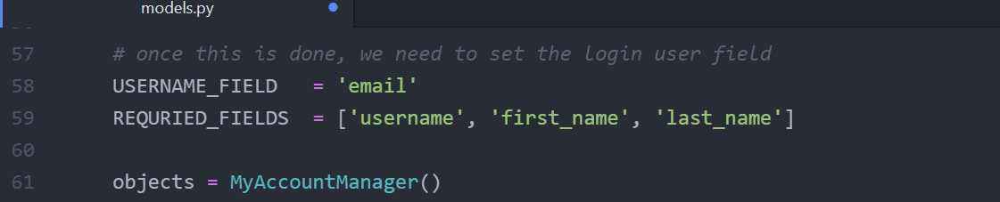 models.py
57 # once this is done, we need to set the login user field
58 USERNAME_FIELD = 'email'
59 REQURIED_FIELDS = ['username', 'first_name', 'last_name']
60
61 objects = MyAccountManager()